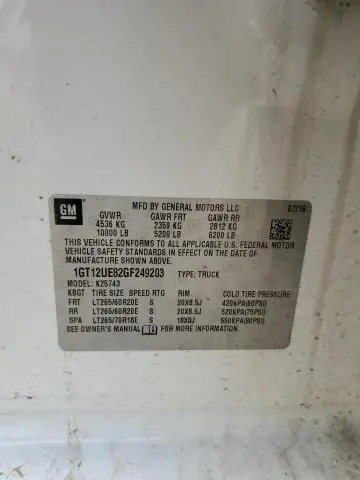 GM
MFD BY GENERAL MOTORS LLC 07/16
GVWR GAWR FRT GAWR RR
4536 KG 2359 KG 2812 KG
10000 LB 5200 LB 6200 LB
THIS VEHICLE CONFORMS TO ALL APPLICABLE U.S. FEDERAL MOTOR
VEHICLE SAFETY STANDARDS IN EFFECT ON THE DATE OF
MANUFACTURE SHOWN ABOVE.
1GT12UE82GF249203 TYPE: TRUCK
MODEL: K25743
KBGT TIRE SIZE SPEED RIM COLD TIRE PRESSURE
FRT LT265/60R20E S 20X8.5J 420KPA(60PSI)
RR LT265/60R20E S 20X8.5J 520KPA(75PSI)
SPA LT265/70R18E S 18X8J 550KPA(80PSI)
SEE OWNER'S MANUAL FOR MORE INFORMATION